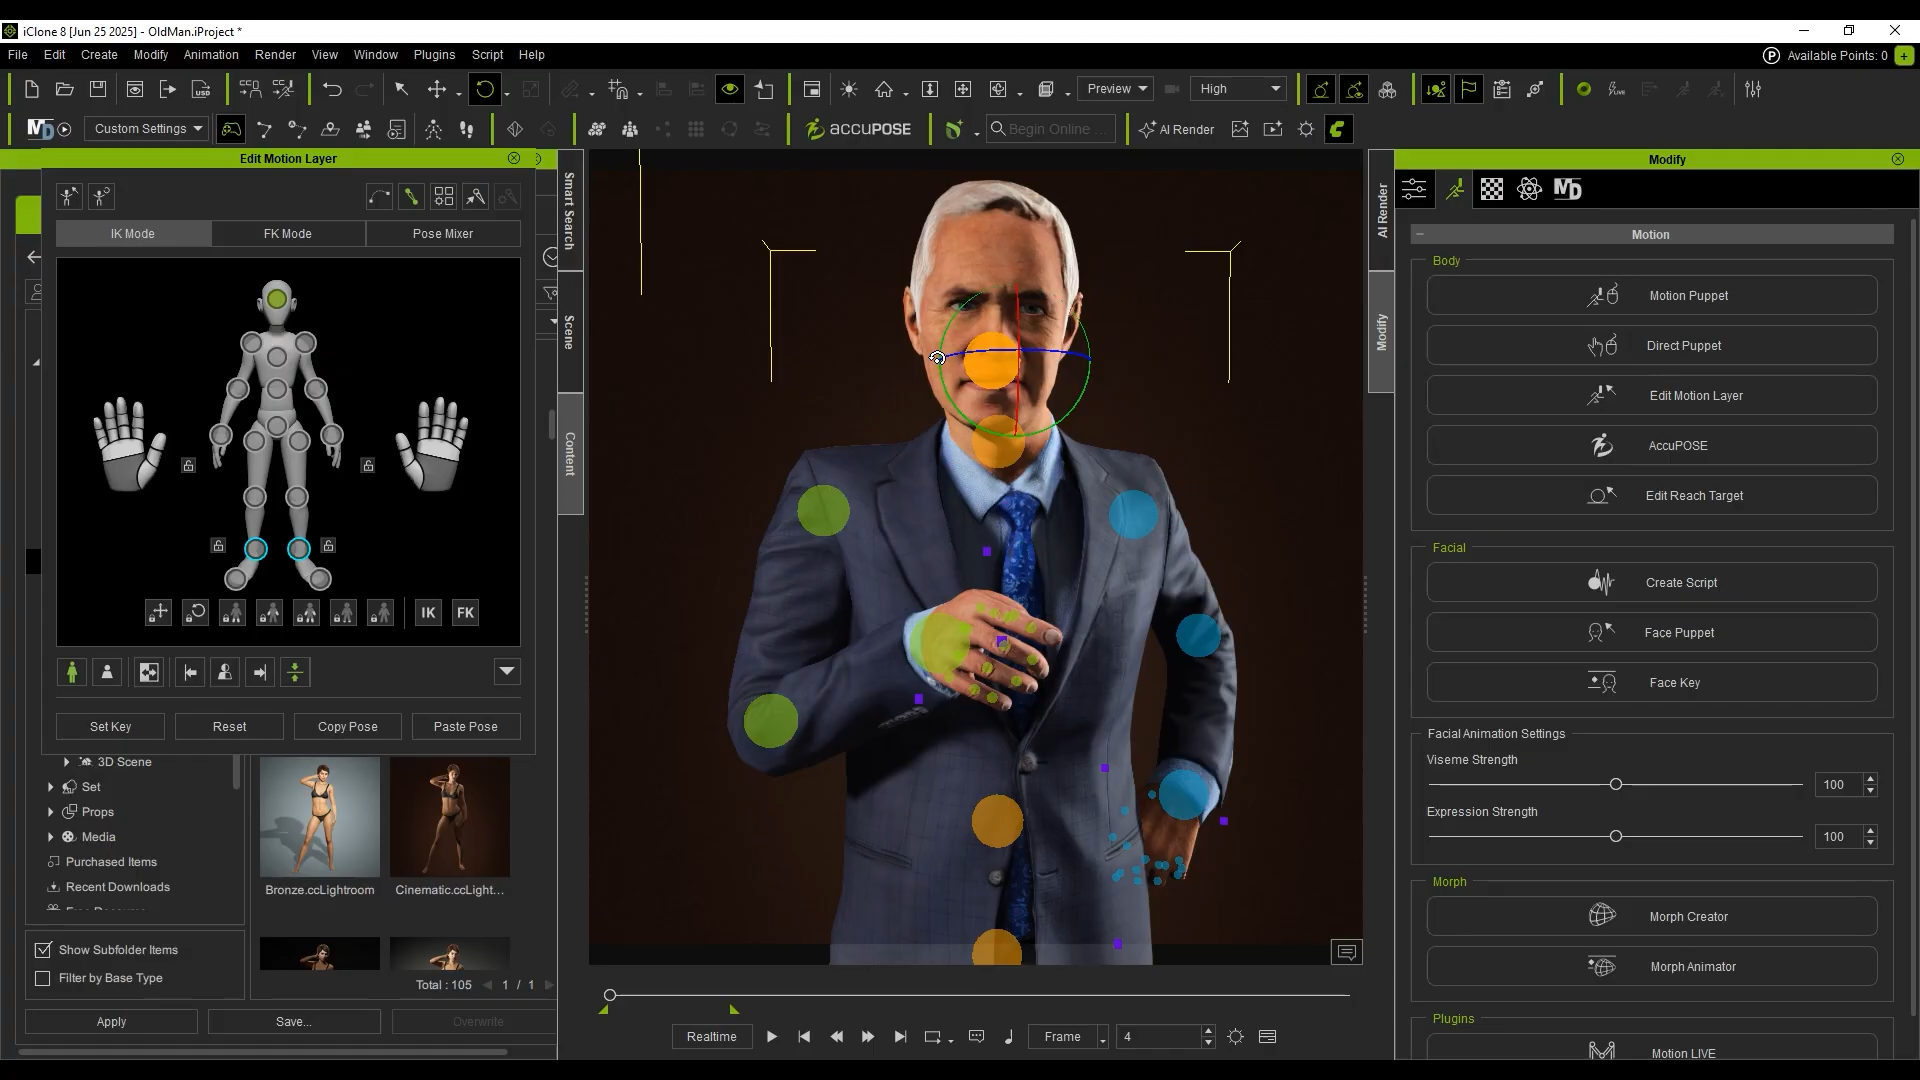 iClone 8 [Jun 25 2025] - OldMan.iProject *
File Edit Create Modify Animation Render View Window Plugins Script Help
Available Points: 0
Preview
High
Custom Settings
ACCUPOSE
Begin Online ...
AI Render
Edit Motion Layer
IK Mode
FK Mode
Pose Mixer
IK
FK
Set Key
Reset
Copy Pose
Paste Pose
3D Scene
Set
Props
Media
Purchased Items
Recent Downloads
Show Subfolder Items
Filter by Base Type
Bronze.ccLightroom
Cinematic.ccLight...
Total : 105
1 / 1
Apply
Save...
Overwrite
Smart Search
Scene
Content
Realtime
Frame
4
AI Render
Modify
Modify
MD
Motion
Body
Motion Puppet
Direct Puppet
Edit Motion Layer
AccuPOSE
Edit Reach Target
Facial
Create Script
Face Puppet
Face Key
Facial Animation Settings
Viseme Strength
100
Expression Strength
100
Morph
Morph Creator
Morph Animator
Plugins
Motion LIVE